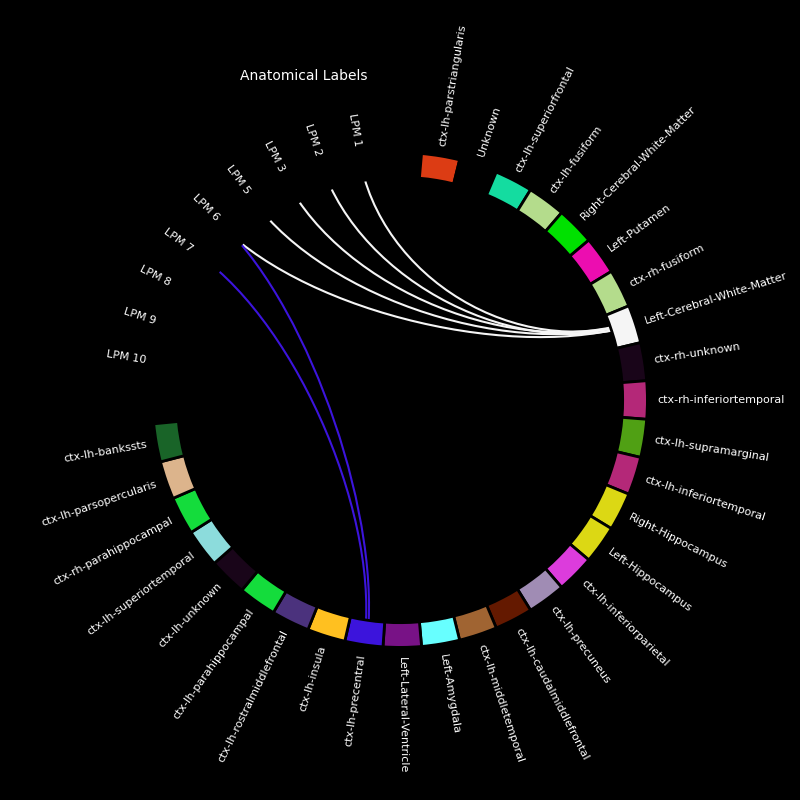 Anatomical Labels
ctx-lh-parstriangularis
Unknown
ctx-lh-superiorfrontal
ctx-lh-fusiform
Right-Cerebral-White-Matter
Left-Putamen
ctx-rh-fusiform
Left-Cerebral-White-Matter
ctx-rh-unknown
ctx-rh-inferiortemporal
ctx-lh-supramarginal
ctx-lh-inferiortemporal
Right-Hippocampus
Left-Hippocampus
ctx-lh-inferiorparietal
ctx-lh-precuneus
ctx-lh-caudalmiddlefrontal
ctx-lh-middletemporal
Left-Amygdala
Left-Lateral-Ventricle
ctx-lh-precentral
ctx-lh-insula
ctx-lh-rostralmiddlefrontal
ctx-lh-parahippocampal
ctx-lh-unknown
ctx-lh-superiortemporal
ctx-rh-parahippocampal
ctx-lh-parsopercularis
ctx-lh-bankssts
LPM 10
LPM 9
LPM 8
LPM 7
LPM 6
LPM 5
LPM 3
LPM 2
LPM 1